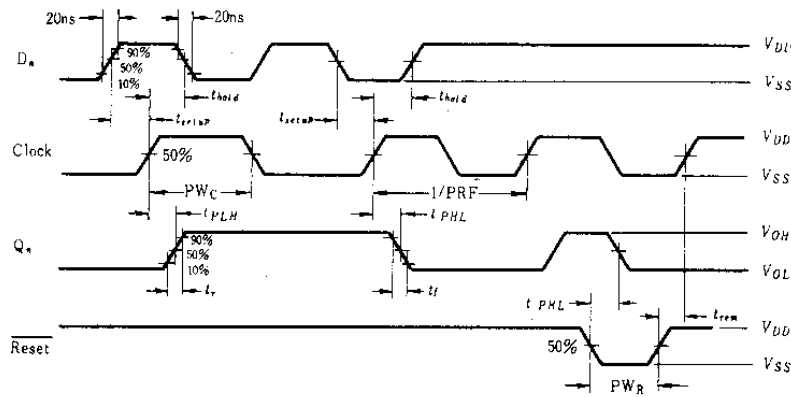 20ns 20ns
Dn 90% VDD
50%
10% VSS
thold thold
tsetup tsetup
Clock 50% VDD
VSS
PWC 1/PRF
tPLH tPHL
Qn 90% VOH
50%
10% VOL
tr tf
tPHL trem
Reset 50% VDD
VSS
PWR